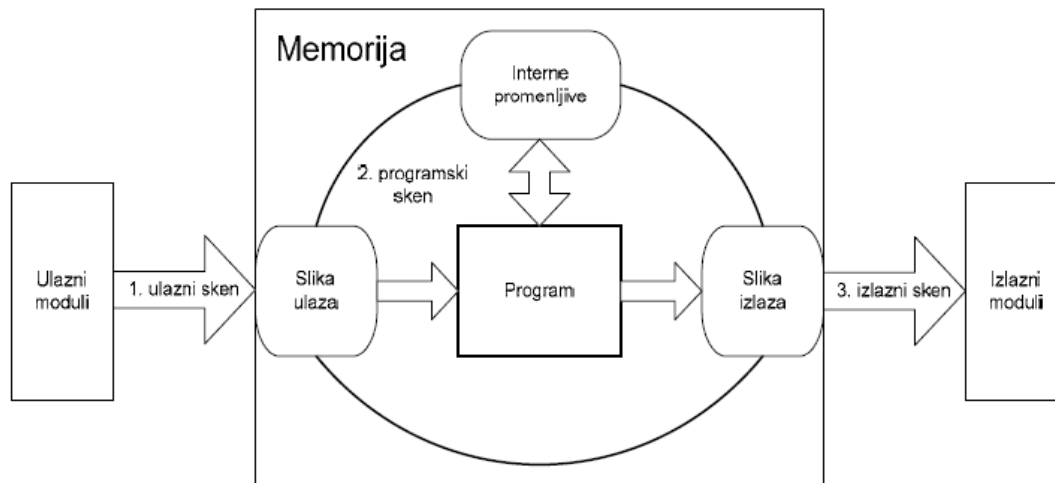 Memorija
Interne
promenljive
2. programski
sken
Ulazni
moduli
1. ulazni sken
Slika
ulaza
Program
Slika
izlaza
3. izlazni sken
Izlazni
moduli